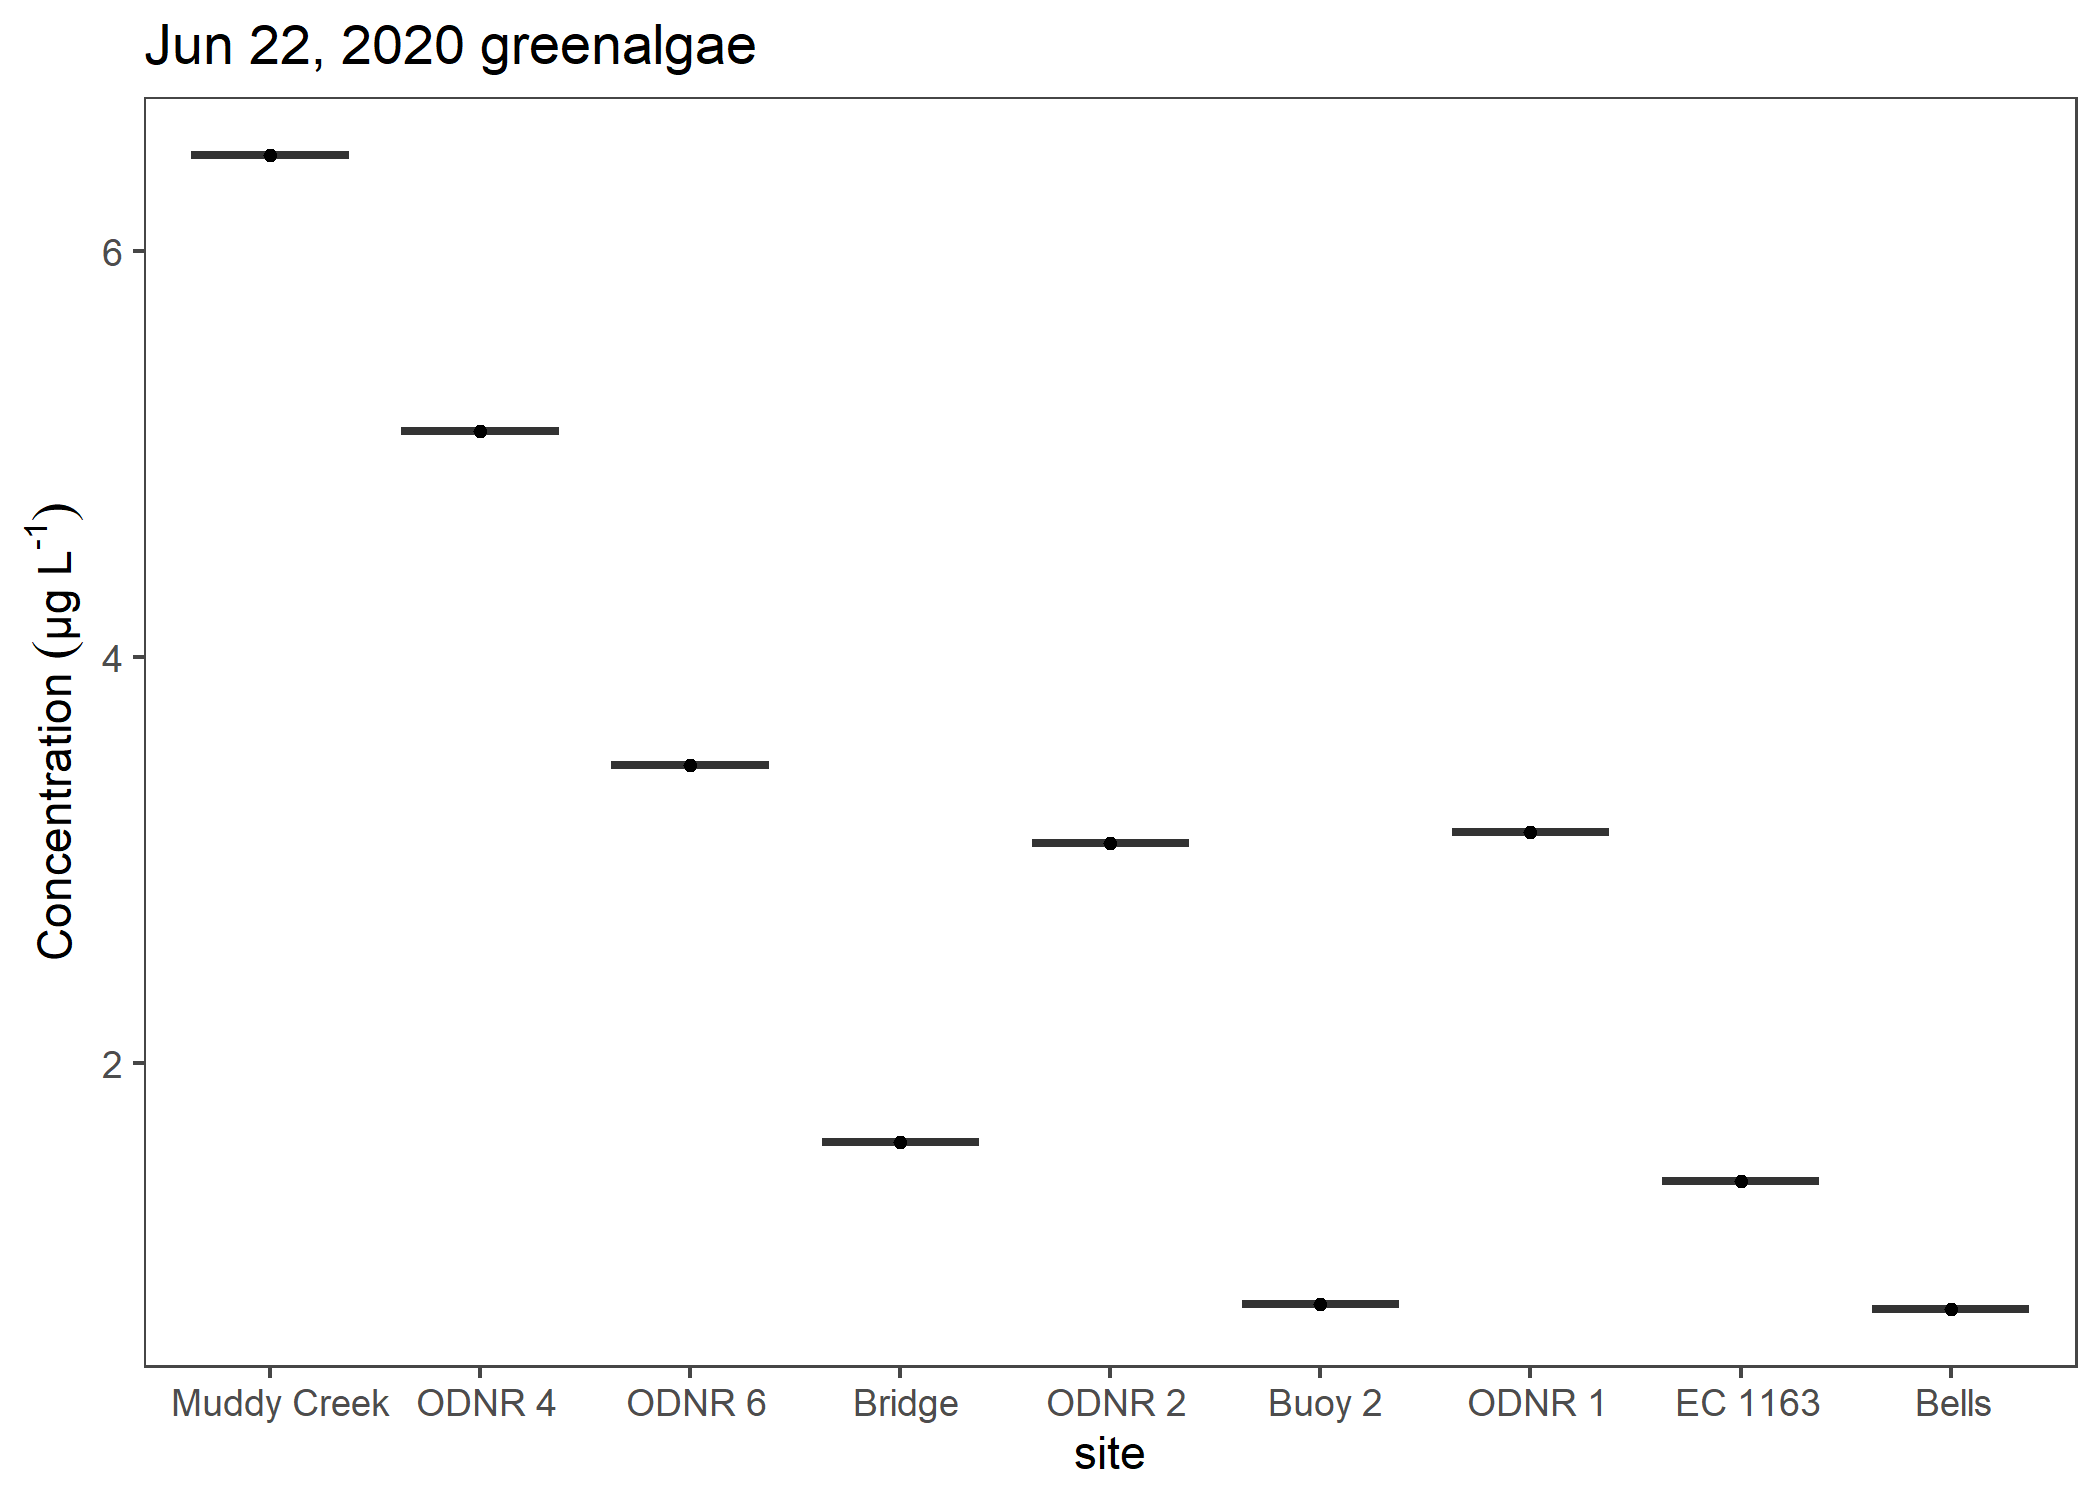 Jun 22, 2020 greenalgae
Concentration (µg L⁻¹)
6
4
2
Muddy Creek ODNR 4 ODNR 6 Bridge ODNR 2 Buoy 2 ODNR 1 EC 1163 Bells
site